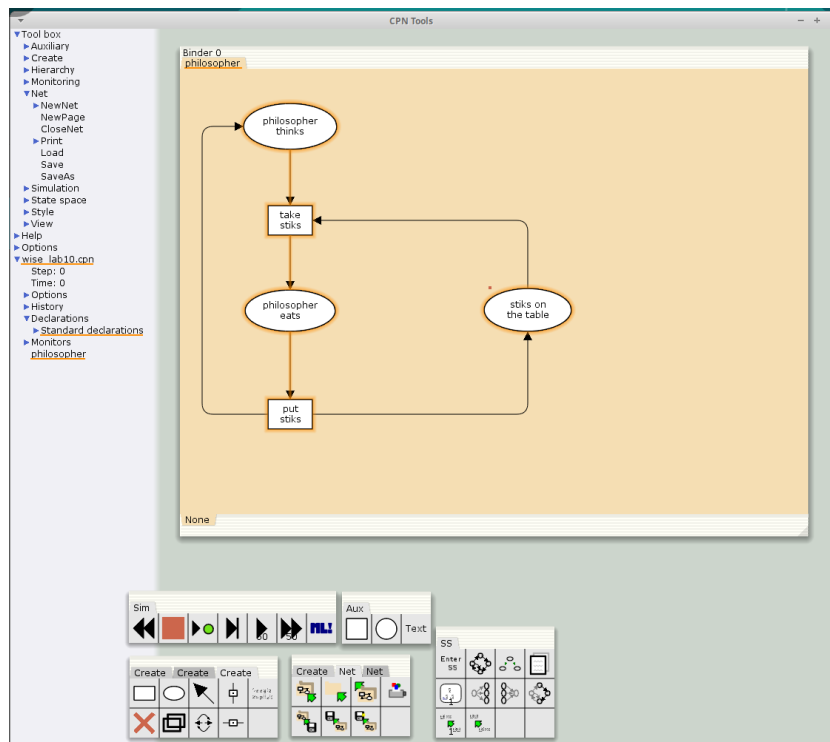 CPN Tools
Tool box
Auxiliary
Create
Hierarchy
Monitoring
Net
NewNet
NewPage
CloseNet
Print
Load
Save
SaveAs
Simulation
State space
Style
View
Help
Options
wise_lab10.cpn
Step: 0
Time: 0
Options
History
Declarations
Standard declarations
Monitors
philosopher
Binder 0
philosopher
philosopher
thinks
take
stiks
philosopher
eats
stiks on
the table
put
stiks
None
Sim
50
ML!
Aux
Text
Create Create Create
Create Net Net
SS
Enter
SS